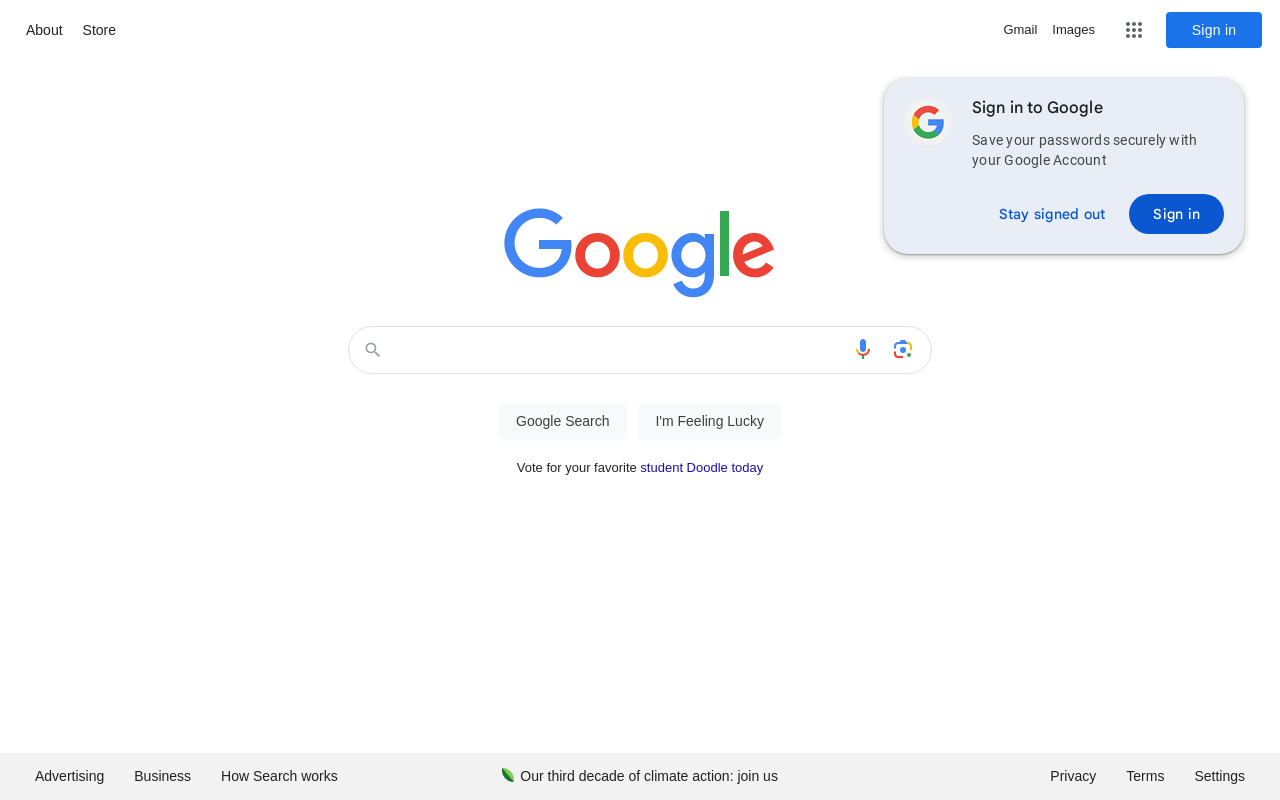 About
Store
Gmail
Images
Sign in
Sign in to Google
Save your passwords securely with
your Google Account
Stay signed out
Sign in
Google
Google Search
I'm Feeling Lucky
Vote for your favorite student Doodle today
Advertising
Business
How Search works
Our third decade of climate action: join us
Privacy
Terms
Settings